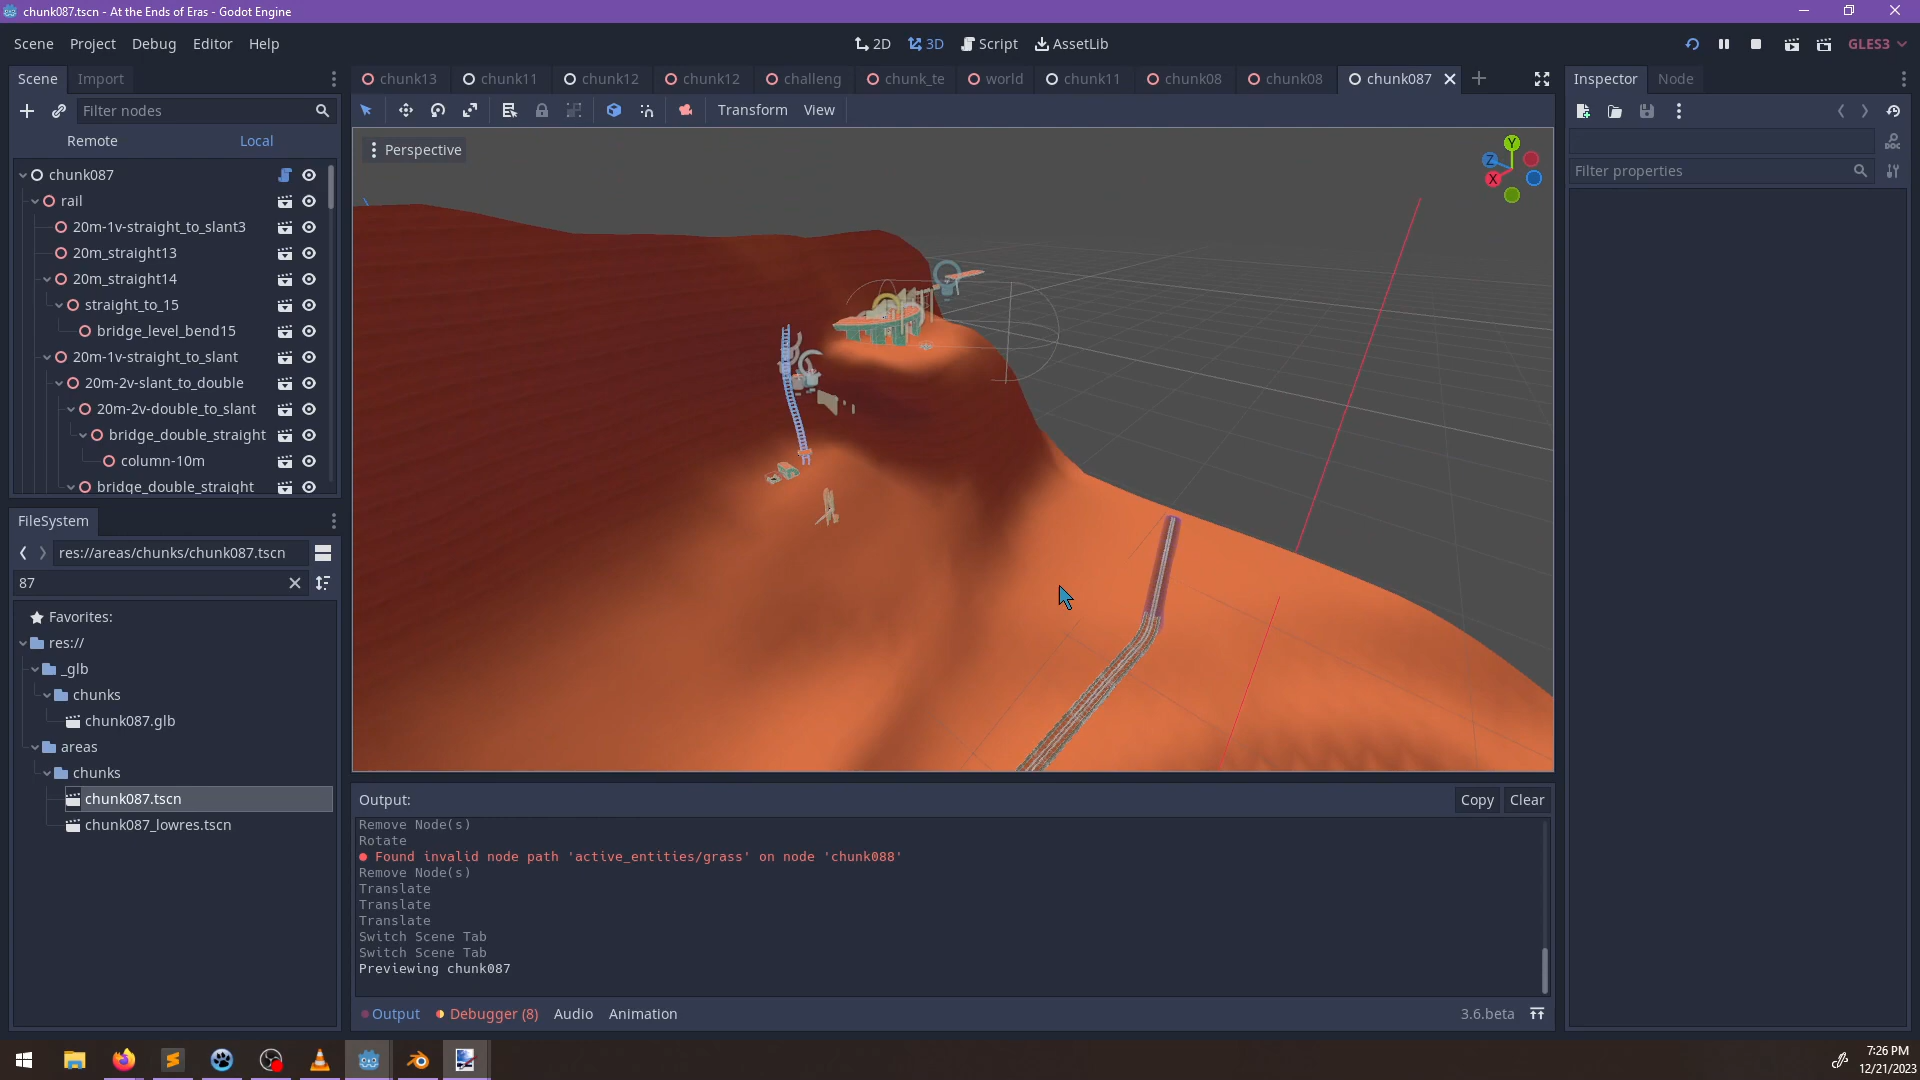 chunk087.tscn - At the Ends of Eras - Godot Engine
Scene Project Debug Editor Help
2D 3D Script AssetLib
GLES3
Scene Import
chunk13 chunk11 chunk12 chunk12 challeng chunk_te world chunk11 chunk08 chunk08 chunk087
Inspector Node
Filter nodes
Transform View
Remote Local
Perspective
Y
Z
X
Filter properties
DOC
chunk087
rail
20m-1v-straight_to_slant3
20m_straight13
20m_straight14
straight_to_15
bridge_level_bend15
20m-1v-straight_to_slant
20m-2v-slant_to_double
20m-2v-double_to_slant
bridge_double_straight
column-10m
bridge_double_straight
FileSystem
res://areas/chunks/chunk087.tscn
87
Favorites:
res://
_glb
chunks
chunk087.glb
areas
chunks
chunk087.tscn
chunk087_lowres.tscn
Output:
Copy Clear
Remove Node(s)
Rotate
Found invalid node path 'active_entities/grass' on node 'chunk088'
Remove Node(s)
Translate
Translate
Translate
Switch Scene Tab
Switch Scene Tab
Previewing chunk087
Output Debugger (8) Audio Animation
3.6.beta
7:26 PM
12/21/2023